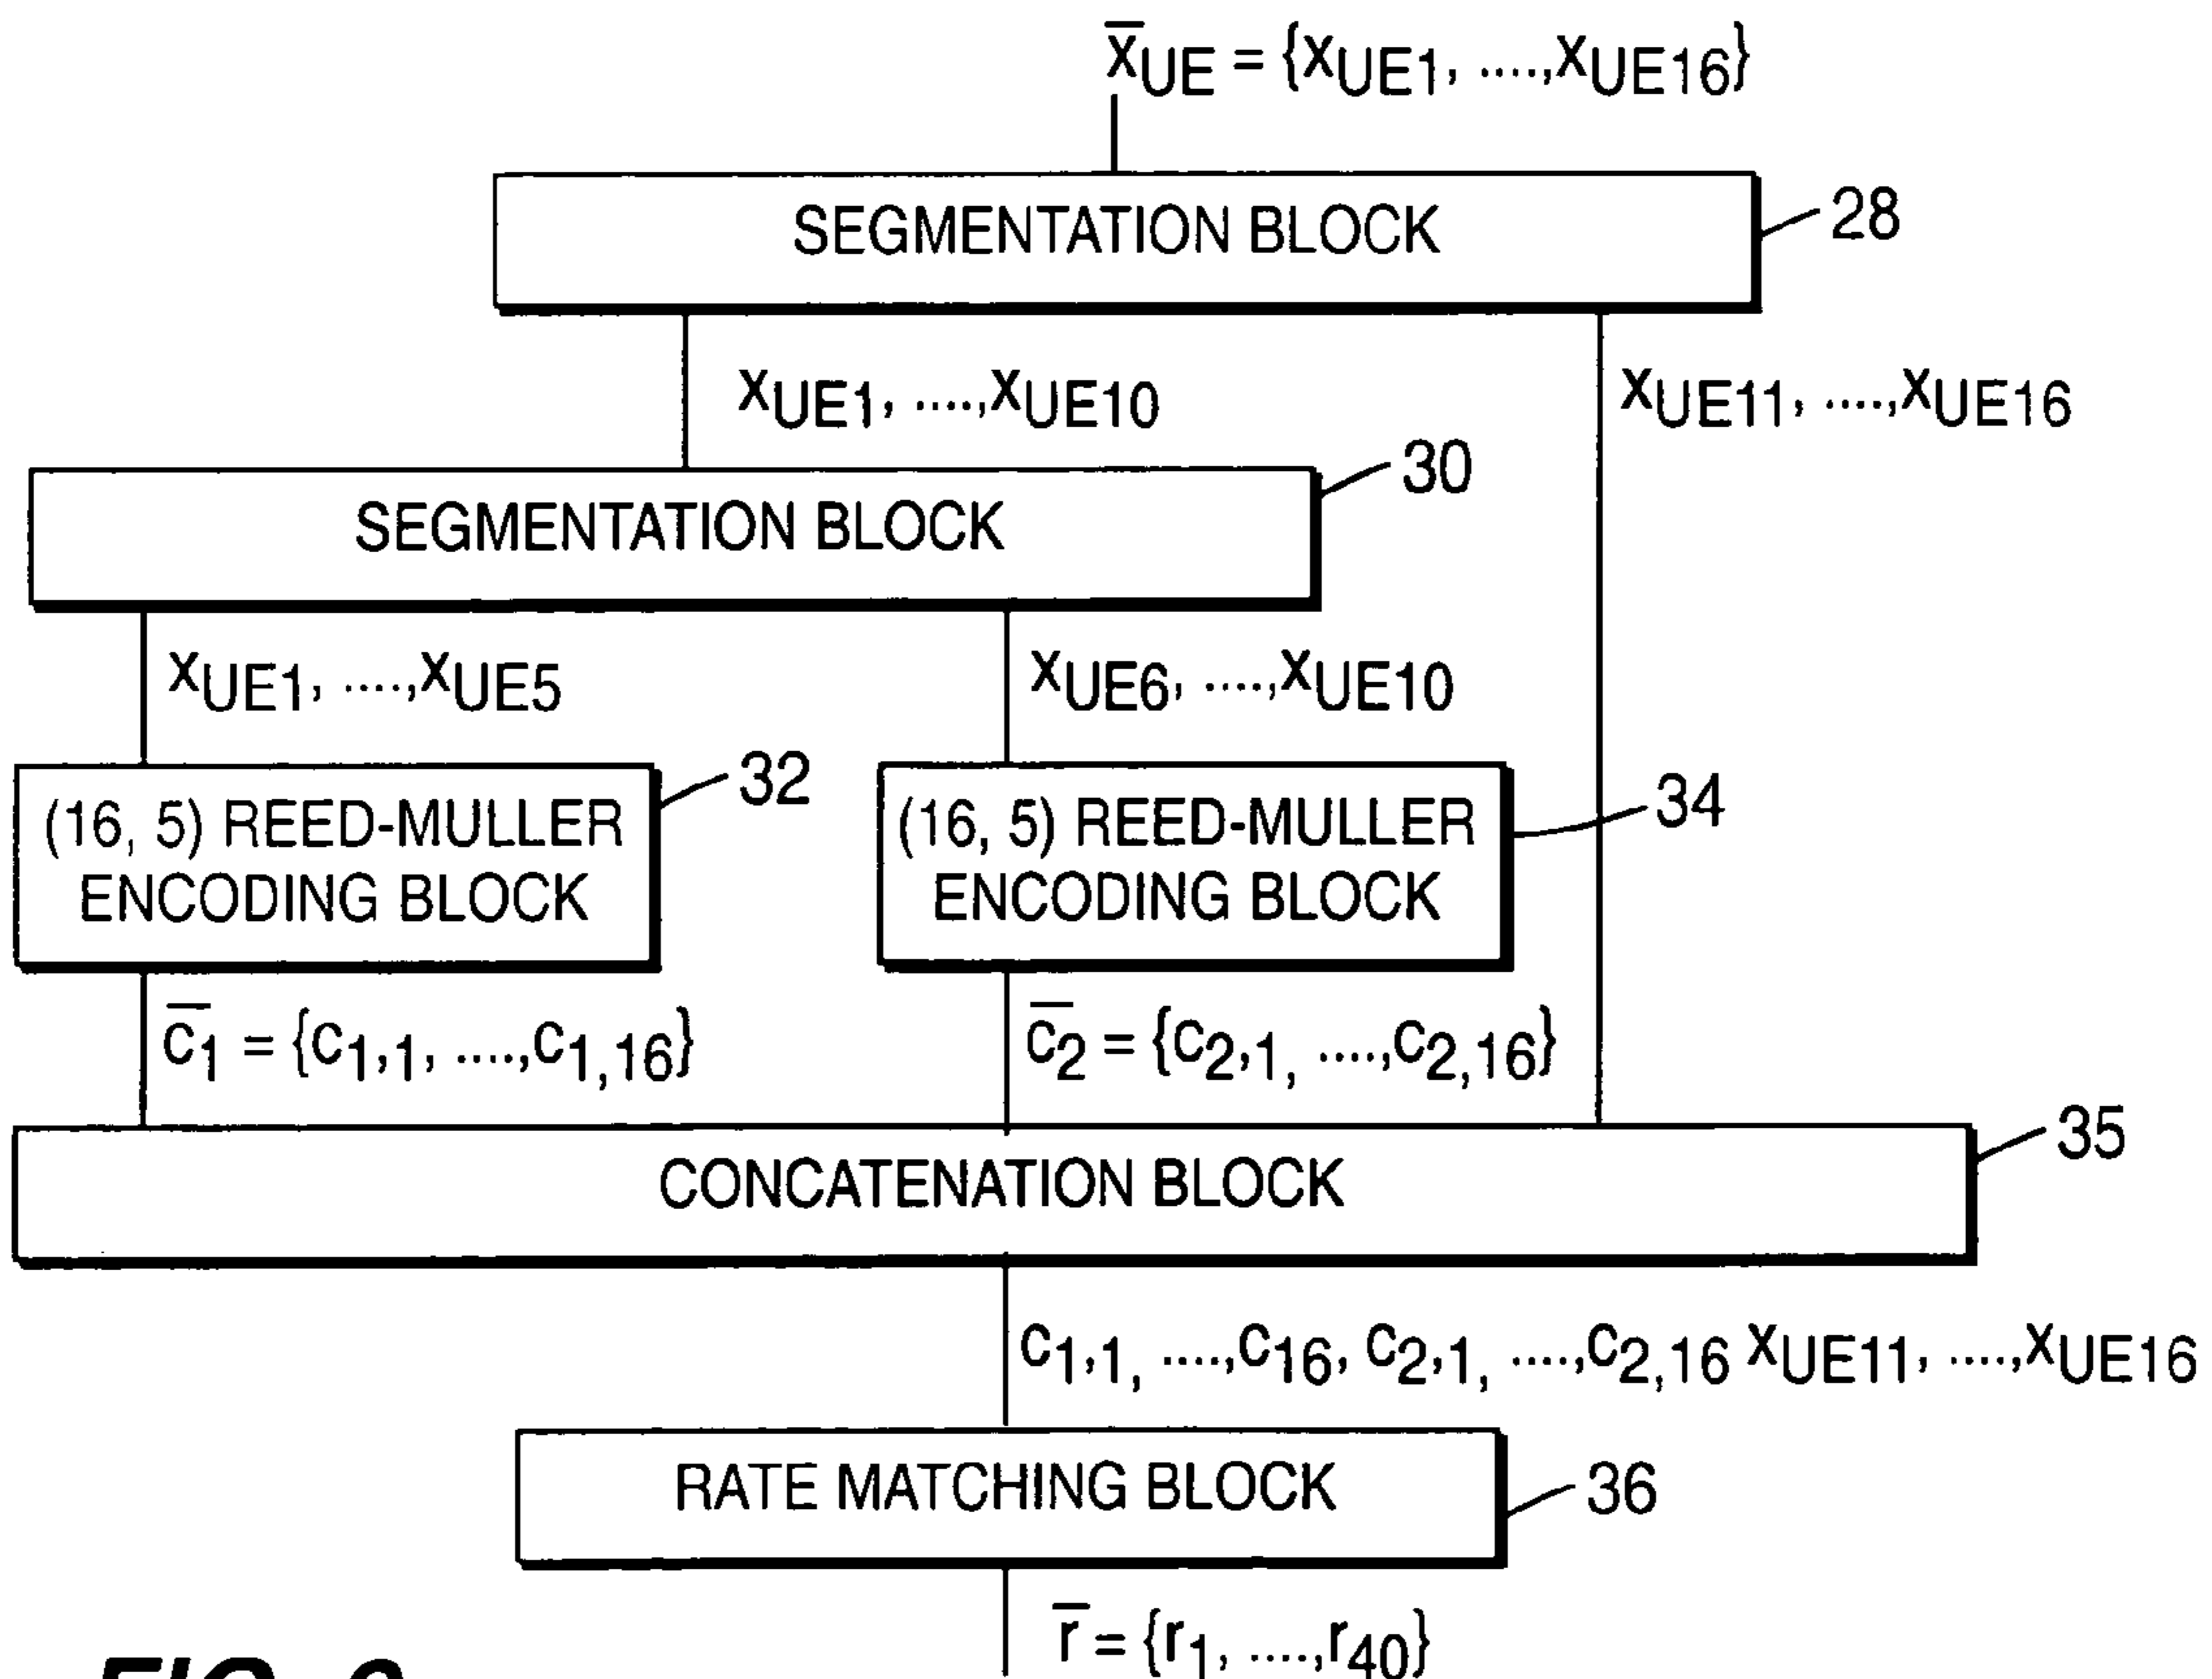 x̅UE = {xUE1, ....,xUE16}
SEGMENTATION BLOCK
28
xUE1, ....,xUE10
xUE11, ....,xUE16
SEGMENTATION BLOCK
30
xUE1, ....,xUE5
xUE6, ....,xUE10
(16, 5) REED-MULLER
ENCODING BLOCK
32
(16, 5) REED-MULLER
ENCODING BLOCK
34
c̅1 = {c1,1, ....,c1,16}
c̅2 = {c2,1, ....,c2,16}
CONCATENATION BLOCK
35
c1,1, ....,c16, c2,1, ....,c2,16 xUE11, ....,xUE16
RATE MATCHING BLOCK
36
r̅ = {r1, ....,r40}